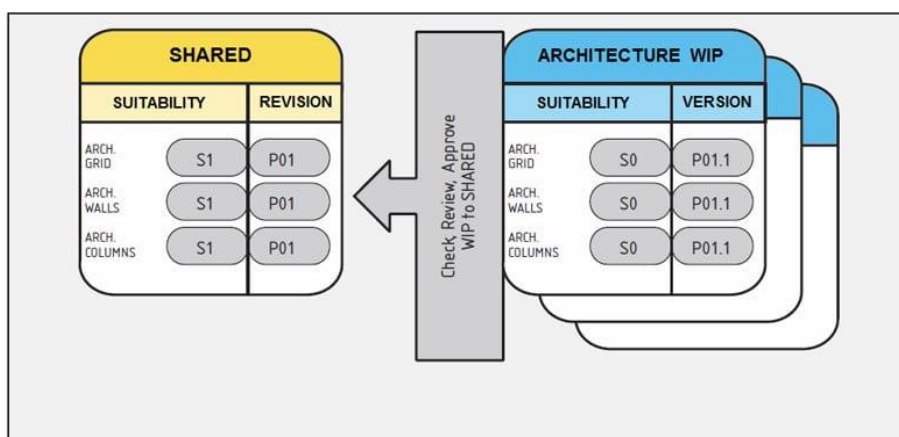 SHARED
SUITABILITY REVISION
ARCH.
GRID
S1 P01
ARCH.
WALLS
S1 P01
ARCH.
COLUMNS
S1 P01
Check, Review, Approve
WIP to SHARED
ARCHITECTURE WIP
SUITABILITY VERSION
ARCH.
GRID
S0 P01.1
ARCH.
WALLS
S0 P01.1
ARCH.
COLUMNS
S0 P01.1